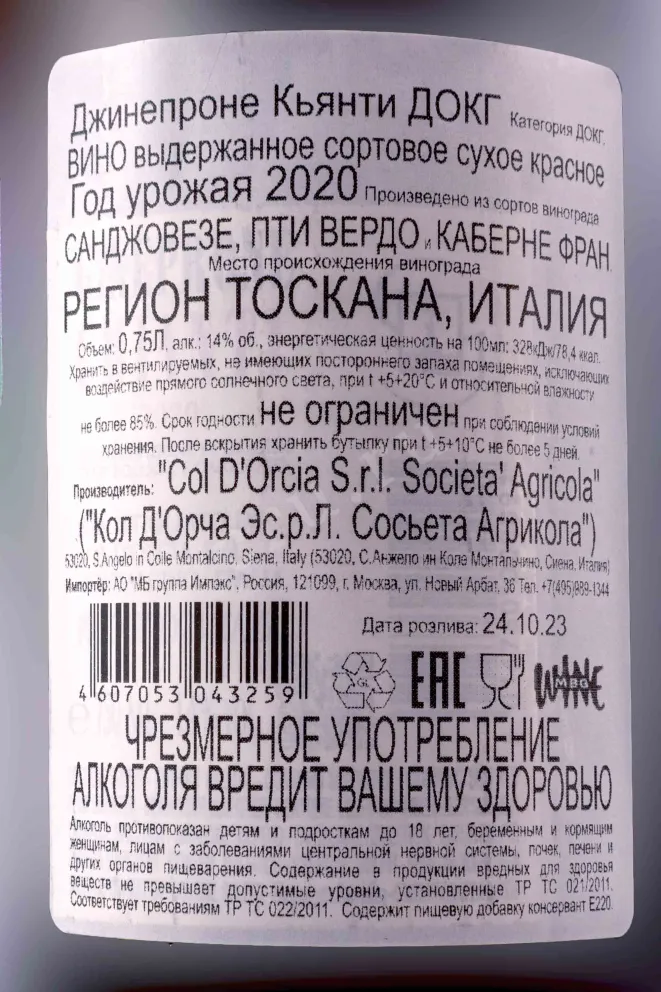 Джинепроне Кьянти ДОКГ Категория ДОКГ.
ВИНО выдержанное сортовое сухое красное
Год урожая 2020 Произведено из сортов винограда
САНДЖОВЕЗЕ, ПТИ ВЕРДО и КАБЕРНЕ ФРАН
Место происхождения винограда
РЕГИОН ТОСКАНА, ИТАЛИЯ
Объем: 0,75Л, алк.: 14% об., энергетическая ценность на 100мл: 328кДж/78,4 ккал.
Хранить в вентилируемых, не имеющих постороннего запаха помещениях, исключающих
воздействие прямого солнечного света, при t +5+20°С и относительной влажности
не более 85%. Срок годности не ограничен при соблюдении условий
хранения. После вскрытия хранить бутылку при t +5+10°С не более 5 дней.
Производитель: "Col D'Orcia S.r.l. Societa' Agricola"
("Кол Д'Орча Эс.р.Л. Сосьета Агрикола")
53020, S.Angelo in Colle Montalcino, Siena, Italy (53020, С.Анжело ин Коле Монтальчино, Сиена, Италия)
Импортёр: АО "МБ группа Импэкс". Россия, 121099, г. Москва, ул. Новый Арбат, 36 Тел. +7(495)989-1344
Дата розлива: 24.10.23
GL EAC WINE MBG
4 607053 043259
ЧРЕЗМЕРНОЕ УПОТРЕБЛЕНИЕ
АЛКОГОЛЯ ВРЕДИТ ВАШЕМУ ЗДОРОВЬЮ
Алкоголь противопоказан детям и подросткам до 18 лет, беременным и кормящим
женщинам, лицам с заболеваниями центральной нервной системы, почек, печени и
других органов пищеварения. Содержание в продукции вредных для здоровья
веществ не превышает допустимые уровни, установленные ТР ТС 021/2011.
Соответствует требованиям ТР ТС 022/2011. Содержит пищевую добавку консервант Е220.